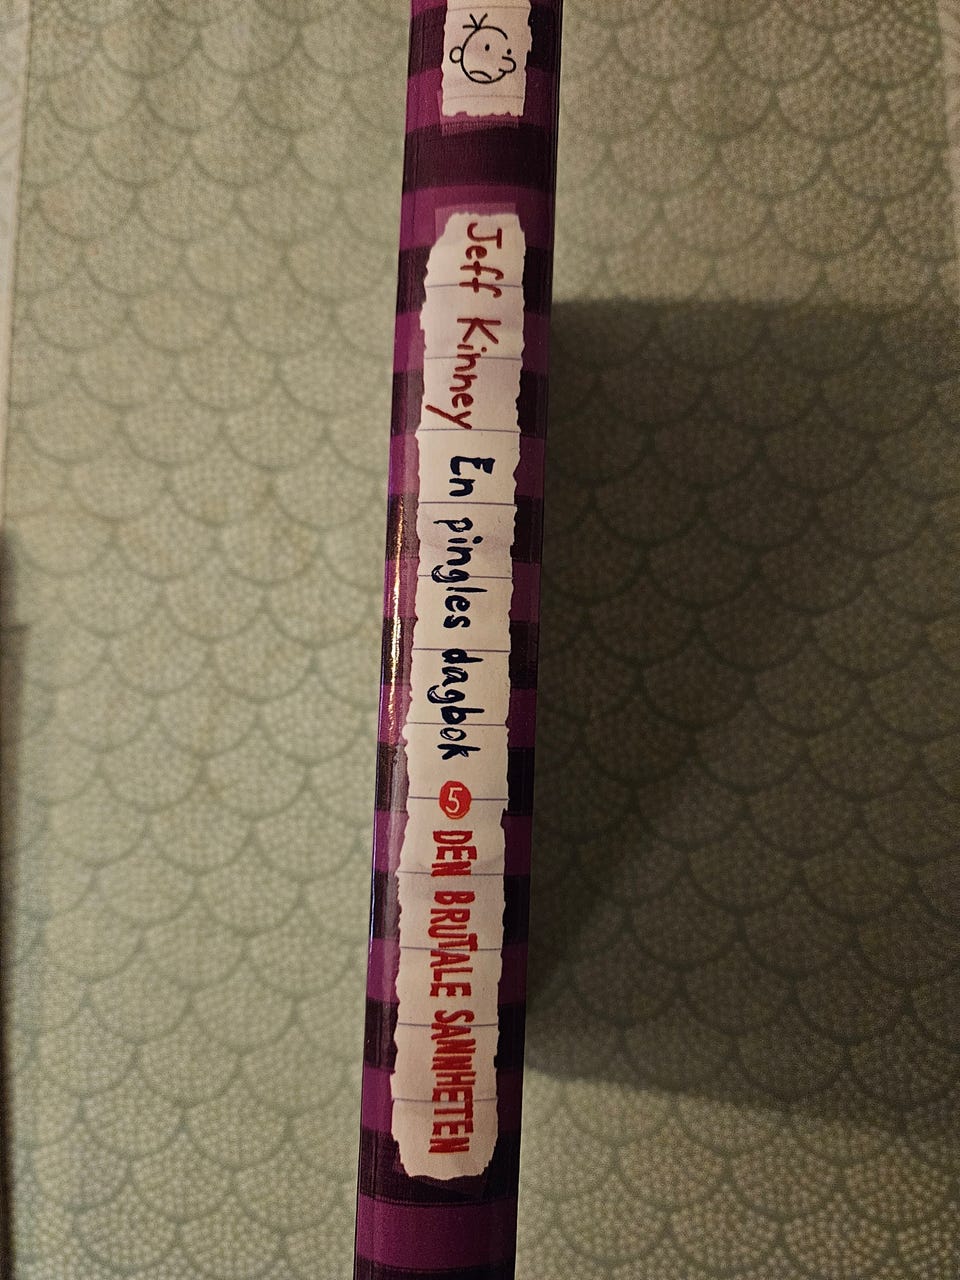 Jeff Kinney En pingles dagbok 5 DEN BRUTALE SANNHETEN